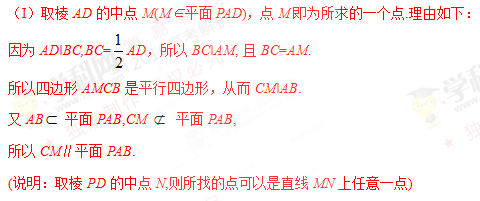 (I)取棱 AD 的中点 M(M∈平面 PAD)，点 M 即为所求的一个点.理由如下：
因为 AD‖BC,BC=1/2 AD，所以 BC‖AM, 且 BC=AM.
所以四边形 AMCB 是平行四边形，从而 CM‖AB.
又 AB⊂ 平面 PAB,CM ⊄ 平面 PAB,
所以 CM∥平面 PAB.
(说明：取棱 PD 的中点 N,则所找的点可以是直线 MN 上任意一点)